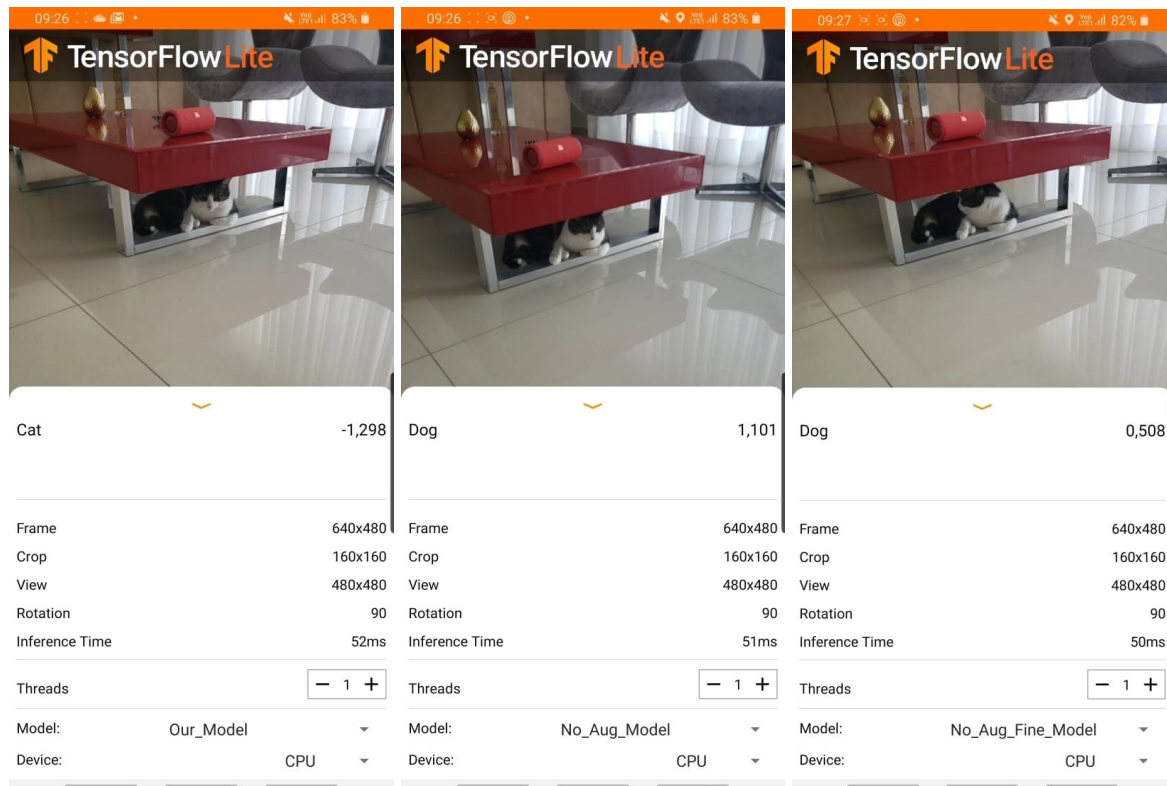 09:26 83%
TensorFlow Lite
Cat -1,298
Frame 640x480
Crop 160x160
View 480x480
Rotation 90
Inference Time 52ms
Threads 1
Model: Our_Model
Device: CPU
09:26 83%
TensorFlow Lite
Dog 1,101
Frame 640x480
Crop 160x160
View 480x480
Rotation 90
Inference Time 51ms
Threads 1
Model: No_Aug_Model
Device: CPU
09:27 82%
TensorFlow Lite
Dog 0,508
Frame 640x480
Crop 160x160
View 480x480
Rotation 90
Inference Time 50ms
Threads 1
Model: No_Aug_Fine_Model
Device: CPU